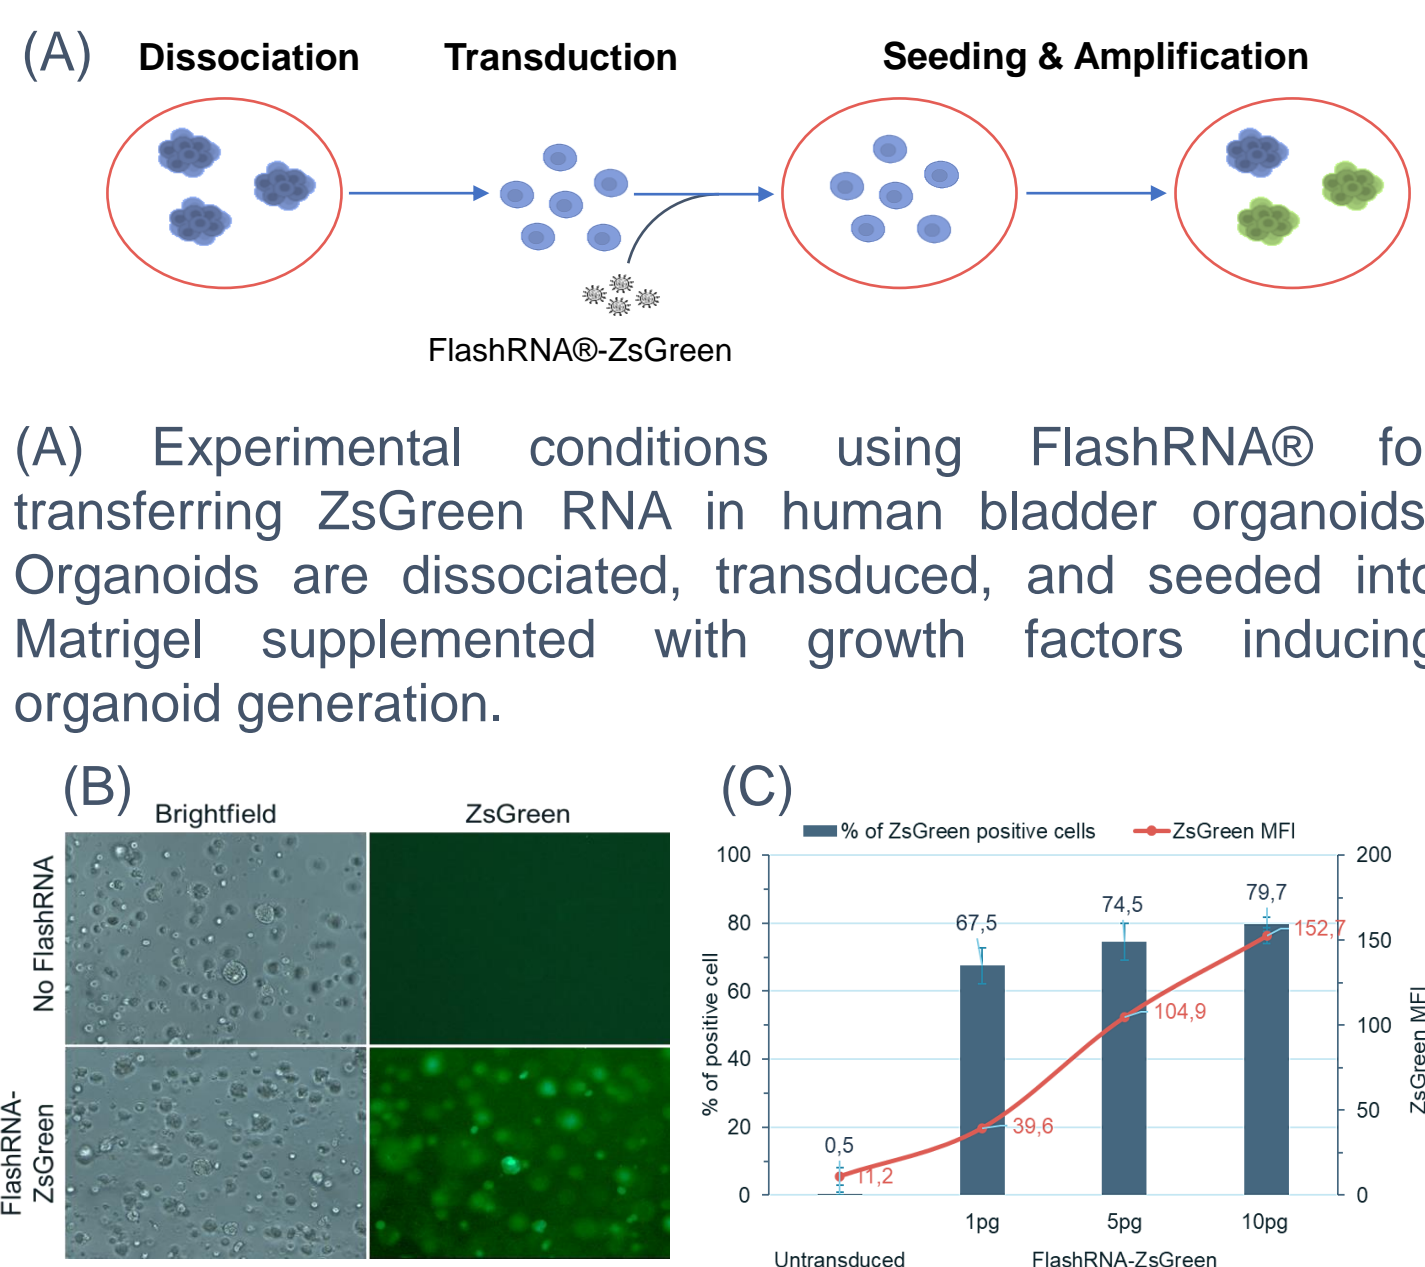 (A)
Dissociation
Transduction
Seeding & Amplification
FlashRNA®-ZsGreen
(A) Experimental conditions using FlashRNA® fo
transferring ZsGreen RNA in human bladder organoids
Organoids are dissociated, transduced, and seeded into
Matrigel supplemented with growth factors inducing
organoid generation.
(B)
Brightfield
ZsGreen
No FlashRNA
FlashRNA-
ZsGreen
(C)
% of ZsGreen positive cells
ZsGreen MFI
% of positive cell
100
80
60
40
20
0
0,5
67,5
74,5
79,7
11,2
39,6
104,9
152,7
200
150
100
50
0
ZsGreen MFI
1pg
5pg
10pg
Untransduced
FlashRNA-ZsGreen